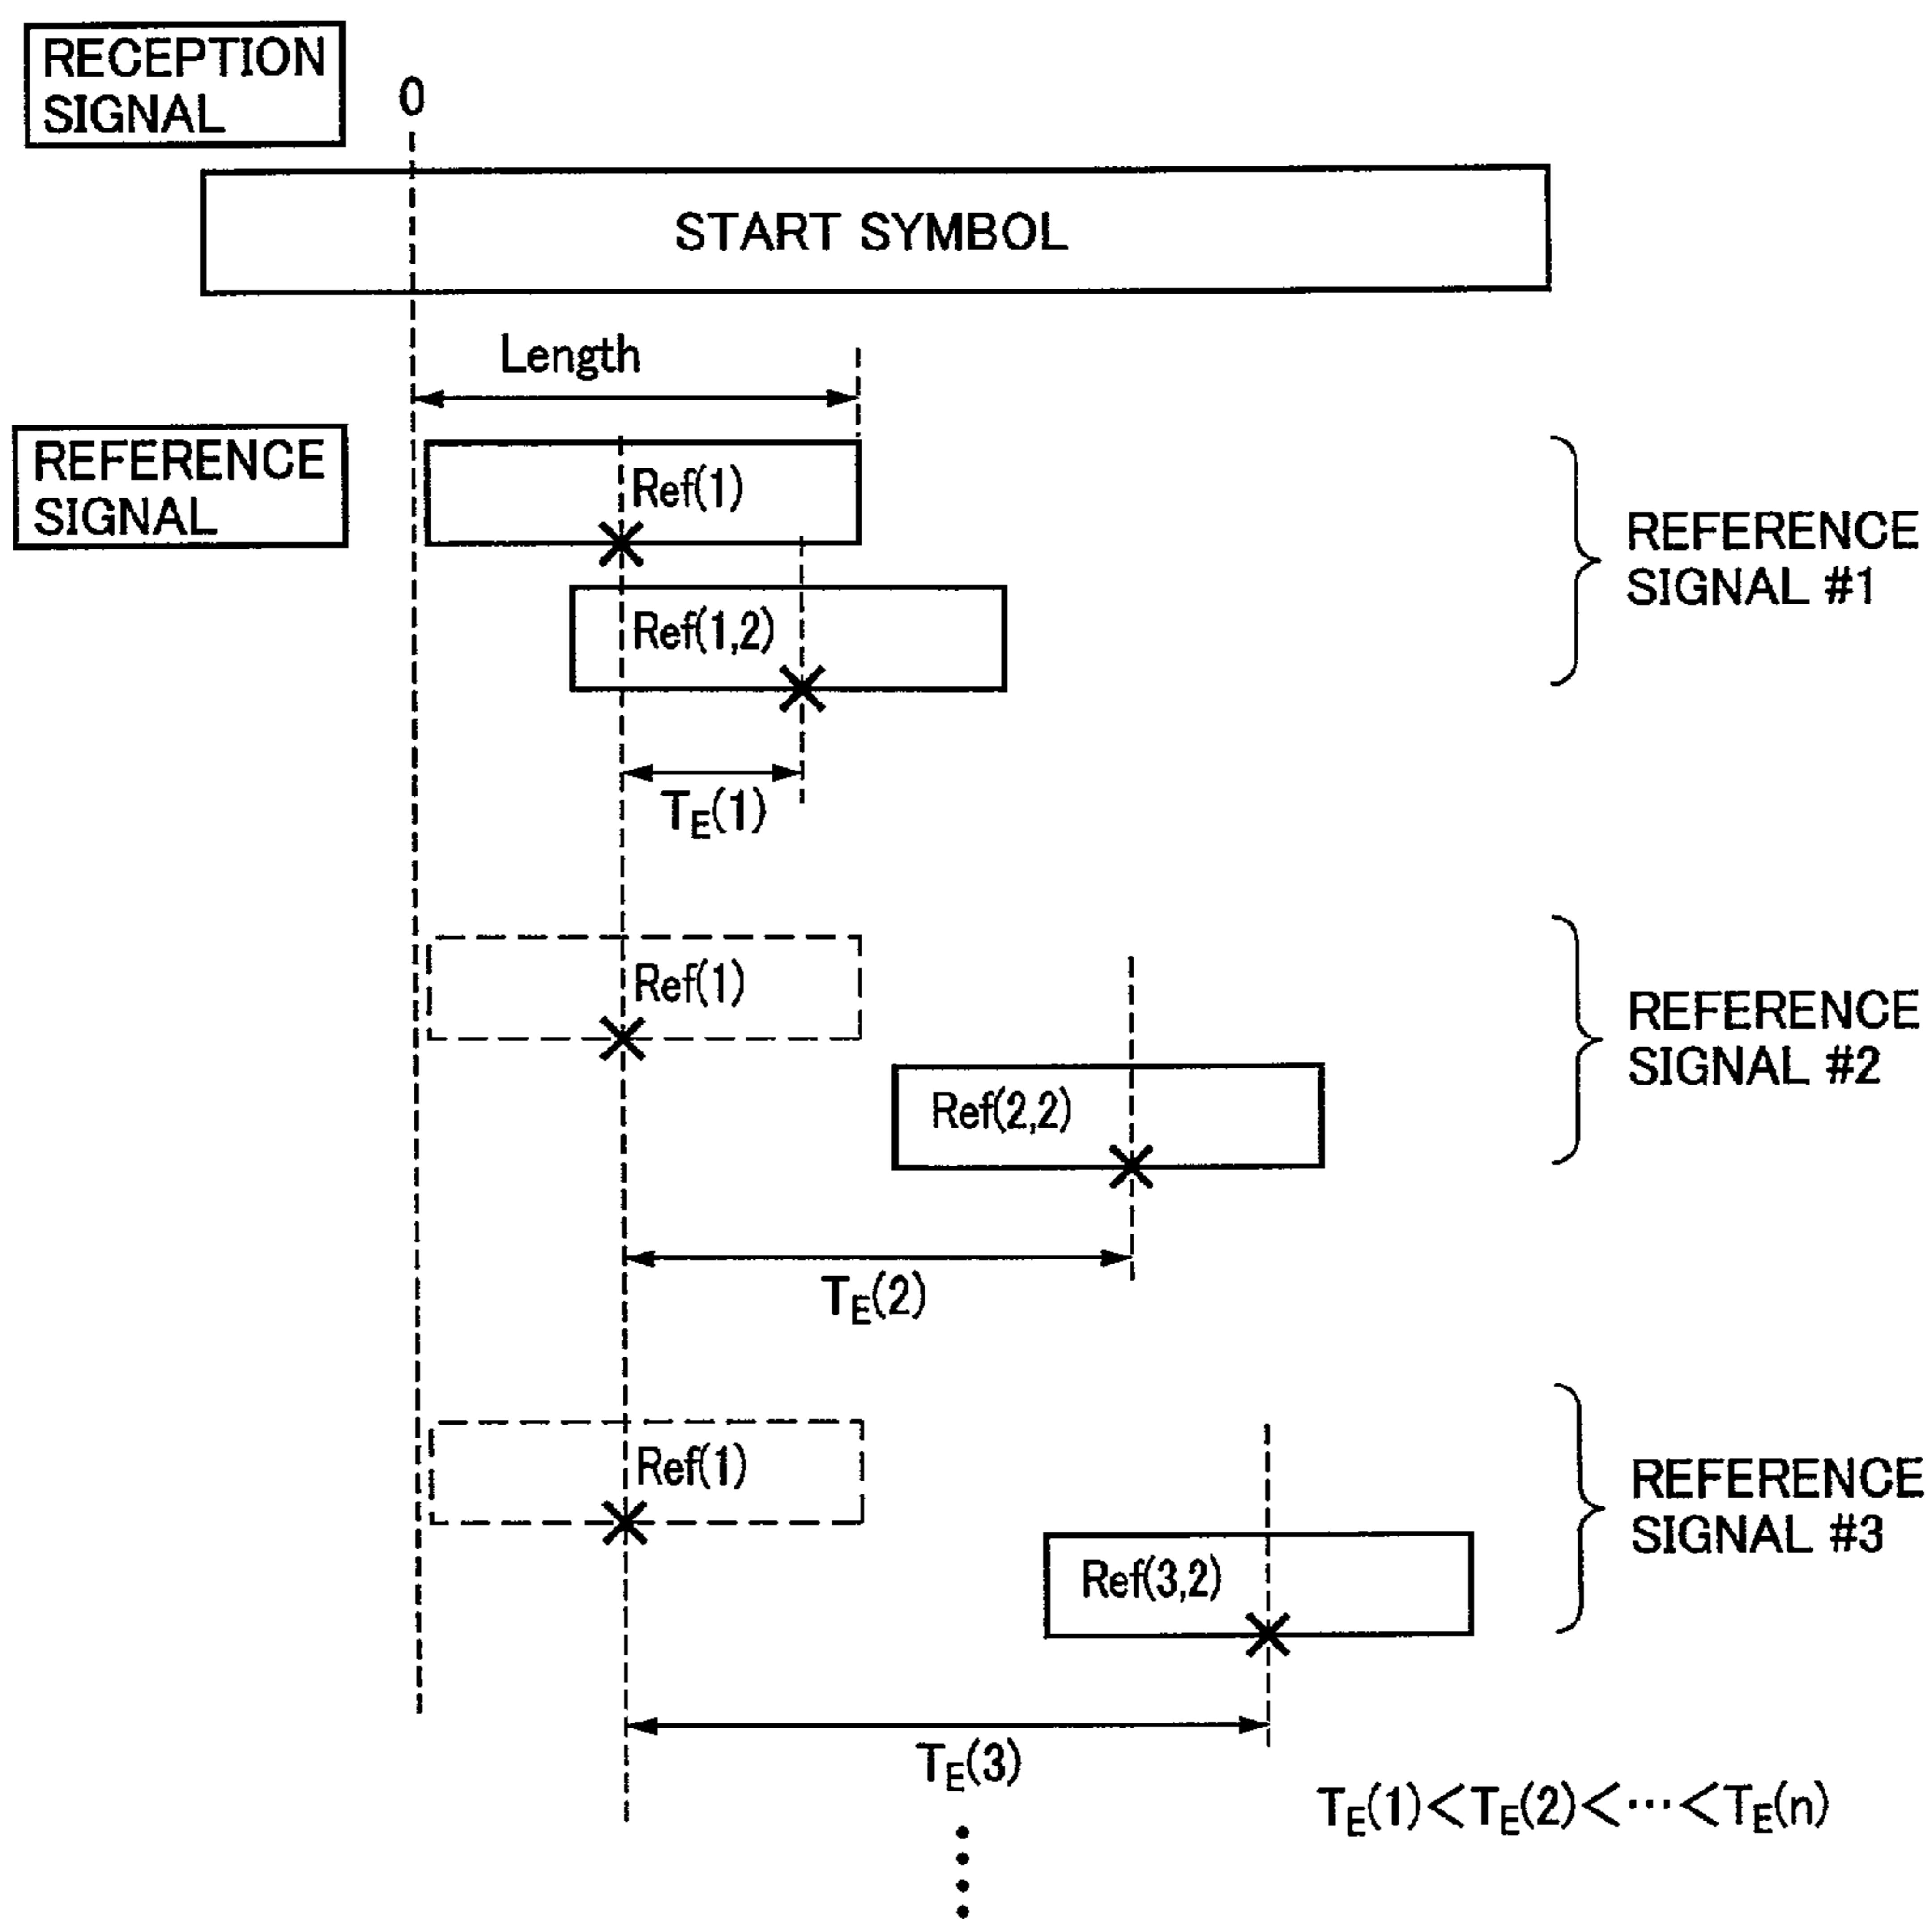 RECEPTION
SIGNAL
0
START SYMBOL
Length
REFERENCE
SIGNAL
Ref(1)
Ref(1,2)
REFERENCE
SIGNAL #1
TE(1)
Ref(1)
Ref(2,2)
REFERENCE
SIGNAL #2
TE(2)
Ref(1)
Ref(3,2)
REFERENCE
SIGNAL #3
TE(3)
TE(1)<TE(2)<⋯<TE(n)